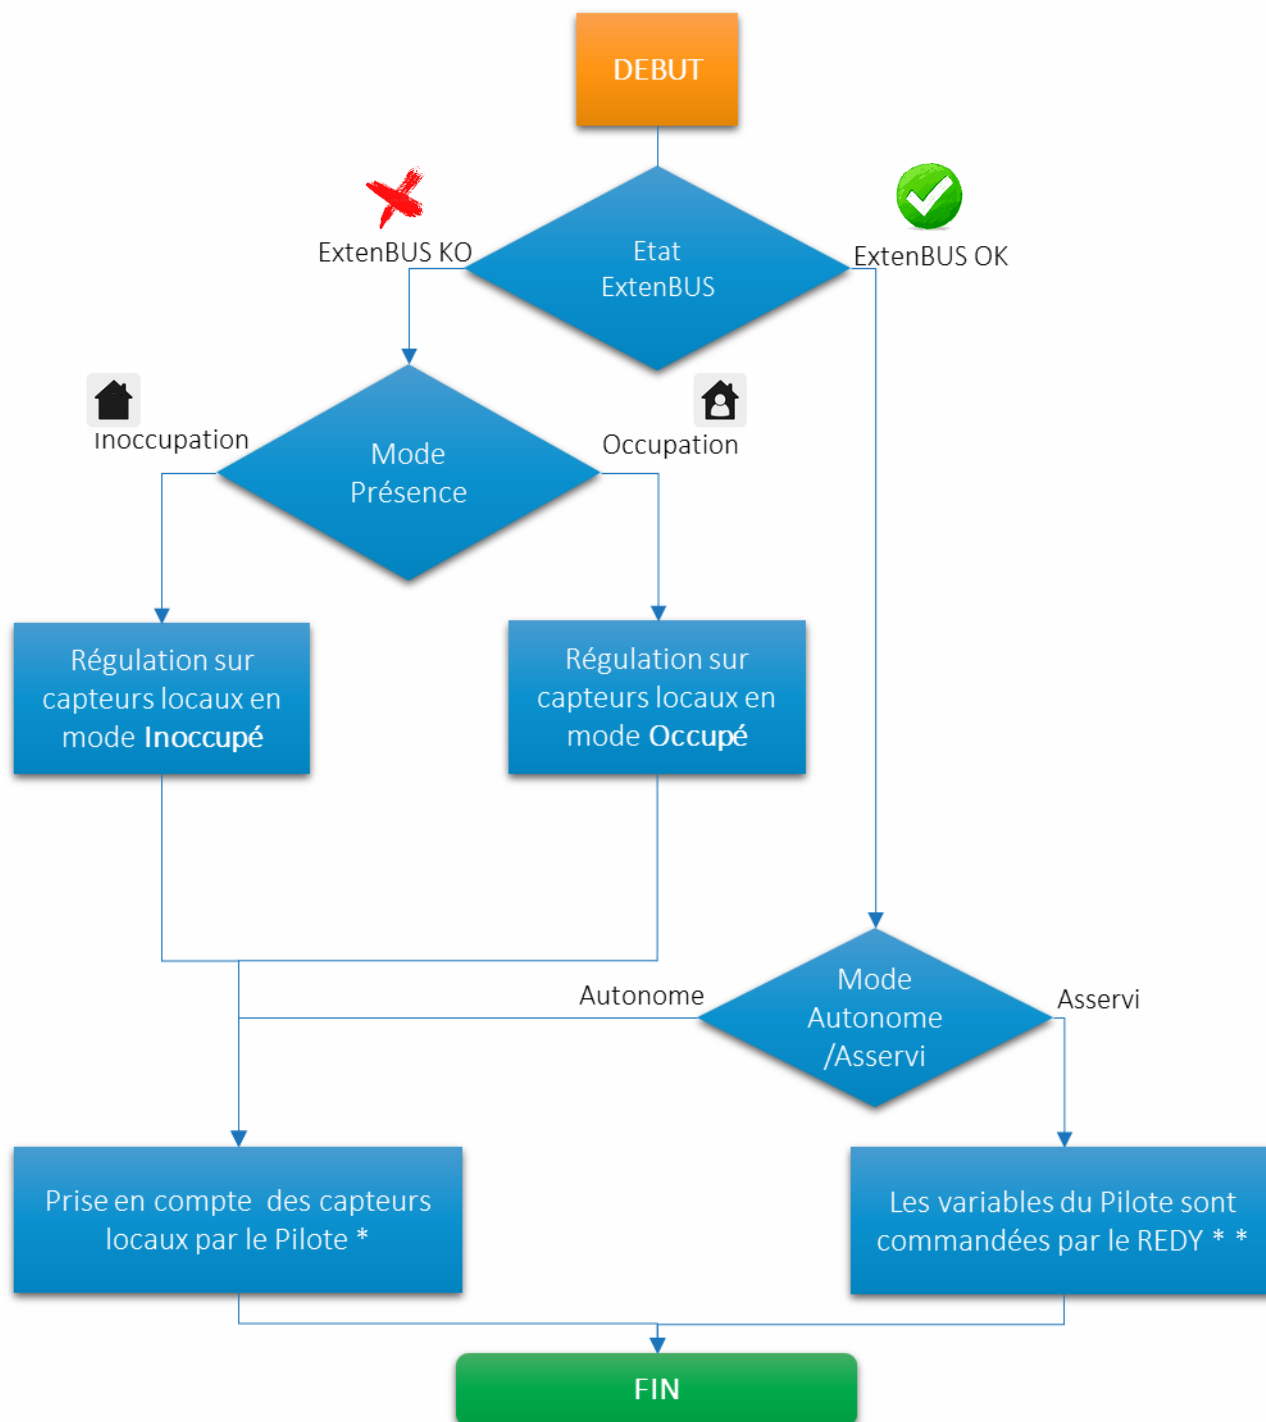 DEBUT
ExtenBUS KO
Etat
ExtenBUS
ExtenBUS OK
Inoccupation
Mode
Présence
Occupation
Régulation sur
capteurs locaux en
mode Inoccupé
Régulation sur
capteurs locaux en
mode Occupé
Autonome
Mode
Autonome
/Asservi
Asservi
Prise en compte des capteurs
locaux par le Pilote *
Les variables du Pilote sont
commandées par le REDY * *
FIN